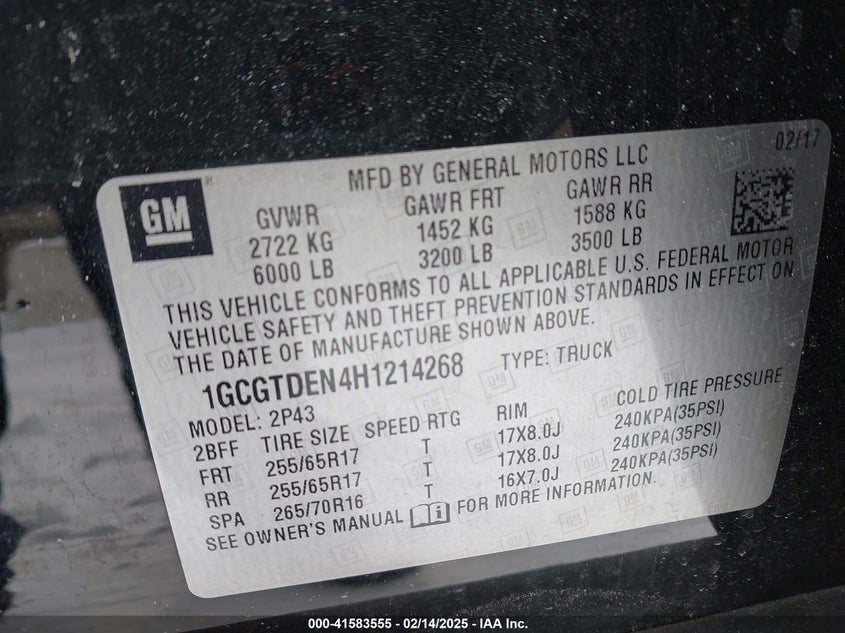 02/17
MFD BY GENERAL MOTORS LLC
GM
GVWR GAWR FRT GAWR RR
2722 KG 1452 KG 1588 KG
6000 LB 3200 LB 3500 LB
THIS VEHICLE CONFORMS TO ALL APPLICABLE U.S. FEDERAL MOTOR
VEHICLE SAFETY AND THEFT PREVENTION STANDARDS IN EFFECT ON
THE DATE OF MANUFACTURE SHOWN ABOVE.
1GCGTDEN4H1214268 TYPE: TRUCK
MODEL: 2P43
2BFF TIRE SIZE SPEED RTG RIM COLD TIRE PRESSURE
FRT 255/65R17 T 17X8.0J 240KPA(35PSI)
RR 255/65R17 T 17X8.0J 240KPA(35PSI)
SPA 265/70R16 T 16X7.0J 240KPA(35PSI)
SEE OWNER'S MANUAL FOR MORE INFORMATION.
000-41583555 - 02/14/2025 - IAA Inc.